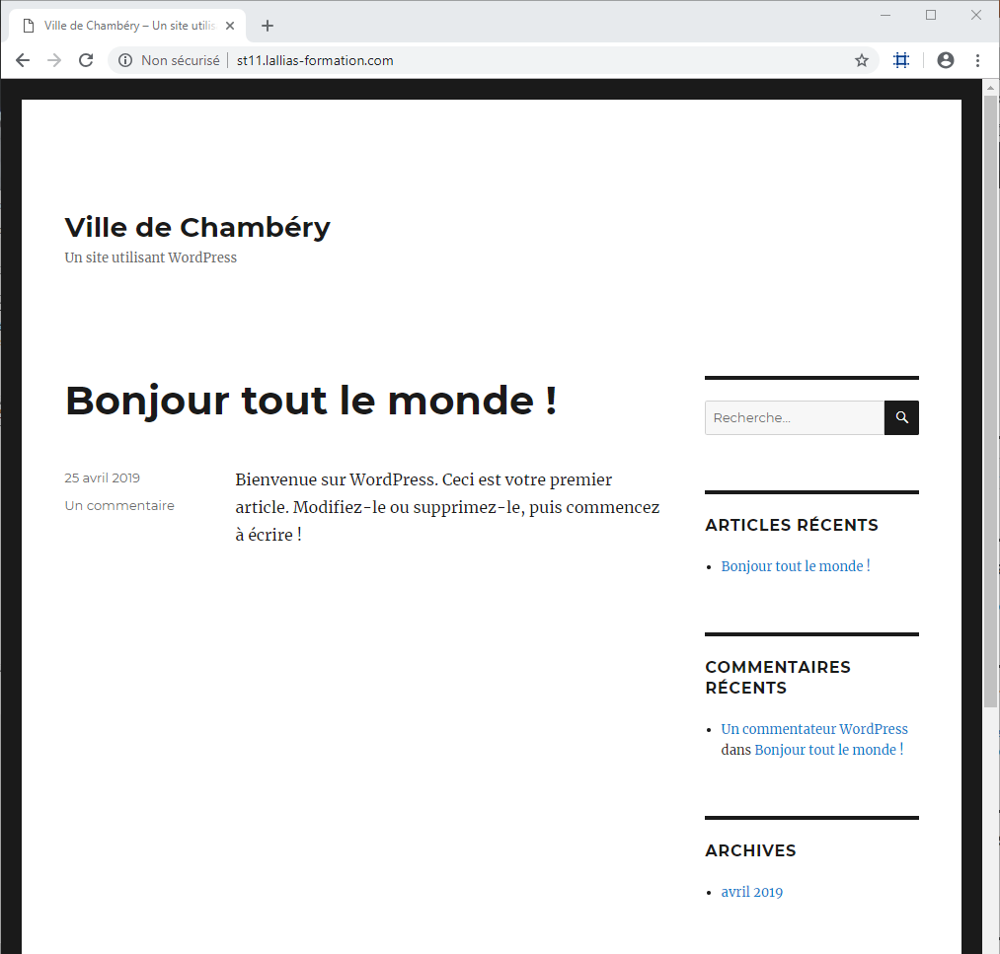 Ville de Chambéry – Un site utilis
Non sécurisé
st11.lallias-formation.com
Ville de Chambéry
Un site utilisant WordPress
Bonjour tout le monde !
25 avril 2019
Un commentaire
Bienvenue sur WordPress. Ceci est votre premier
article. Modifiez-le ou supprimez-le, puis commencez
à écrire !
Recherche…
ARTICLES RÉCENTS
Bonjour tout le monde !
COMMENTAIRES
RÉCENTS
Un commentateur WordPress
dans Bonjour tout le monde !
ARCHIVES
avril 2019